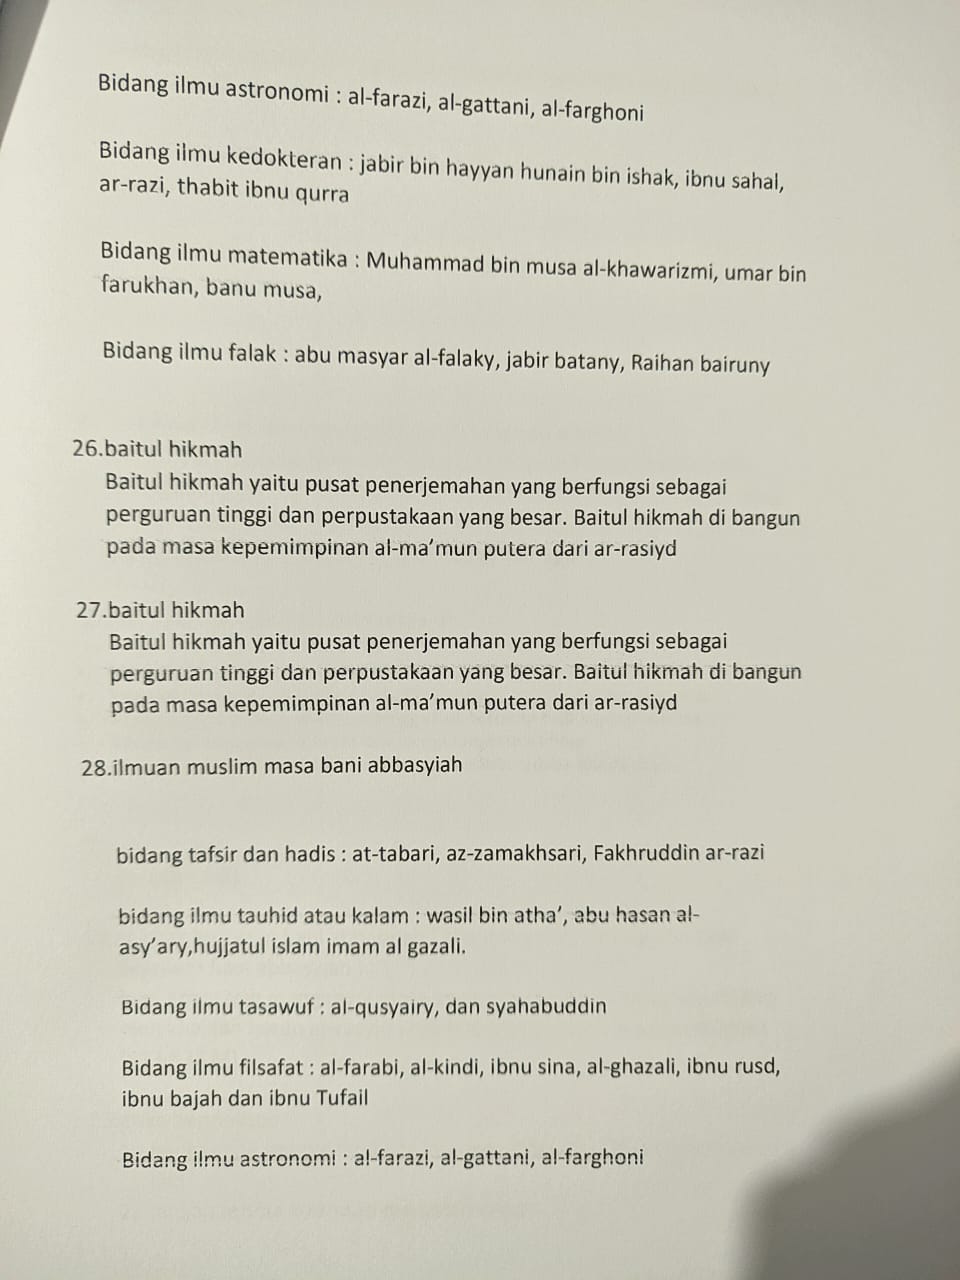 Bidang ilmu astronomi : al-farazi, al-gattani, al-farghoni
Bidang ilmu kedokteran : jabir bin hayyan hunain bin ishak, ibnu sahal,
ar-razi, thabit ibnu qurra
Bidang ilmu matematika : Muhammad bin musa al-khawarizmi, umar bin
farukhan, banu musa,
Bidang ilmu falak : abu masyar al-falaky, jabir batany, Raihan bairuny
26.baitul hikmah
Baitul hikmah yaitu pusat penerjemahan yang berfungsi sebagai
perguruan tinggi dan perpustakaan yang besar. Baitul hikmah di bangun
pada masa kepemimpinan al-ma’mun putera dari ar-rasiyd
27.baitul hikmah
Baitul hikmah yaitu pusat penerjemahan yang berfungsi sebagai
perguruan tinggi dan perpustakaan yang besar. Baitul hikmah di bangun
pada masa kepemimpinan al-ma’mun putera dari ar-rasiyd
28.ilmuan muslim masa bani abbasyiah
bidang tafsir dan hadis : at-tabari, az-zamakhsari, Fakhruddin ar-razi
bidang ilmu tauhid atau kalam : wasil bin atha’, abu hasan al-
asy’ary,hujjatul islam imam al gazali.
Bidang ilmu tasawuf : al-qusyairy, dan syahabuddin
Bidang ilmu filsafat : al-farabi, al-kindi, ibnu sina, al-ghazali, ibnu rusd,
ibnu bajah dan ibnu Tufail
Bidang ilmu astronomi : al-farazi, al-gattani, al-farghoni